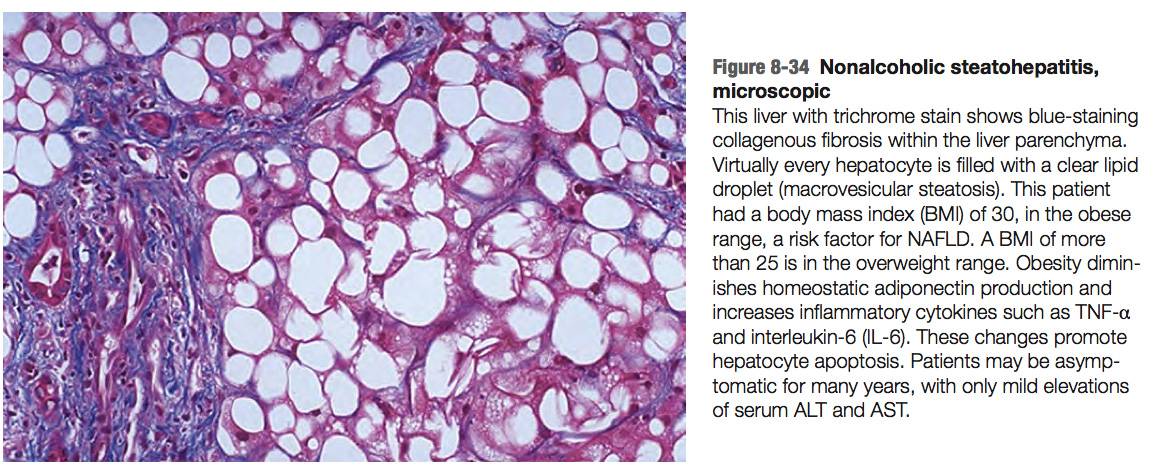 Figure 8-34 Nonalcoholic steatohepatitis,
microscopic
This liver with trichrome stain shows blue-staining
collagenous fibrosis within the liver parenchyma.
Virtually every hepatocyte is filled with a clear lipid
droplet (macrovesicular steatosis). This patient
had a body mass index (BMI) of 30, in the obese
range, a risk factor for NAFLD. A BMI of more
than 25 is in the overweight range. Obesity dimin-
ishes homeostatic adiponectin production and
increases inflammatory cytokines such as TNF-α
and interleukin-6 (IL-6). These changes promote
hepatocyte apoptosis. Patients may be asymp-
tomatic for many years, with only mild elevations
of serum ALT and AST.